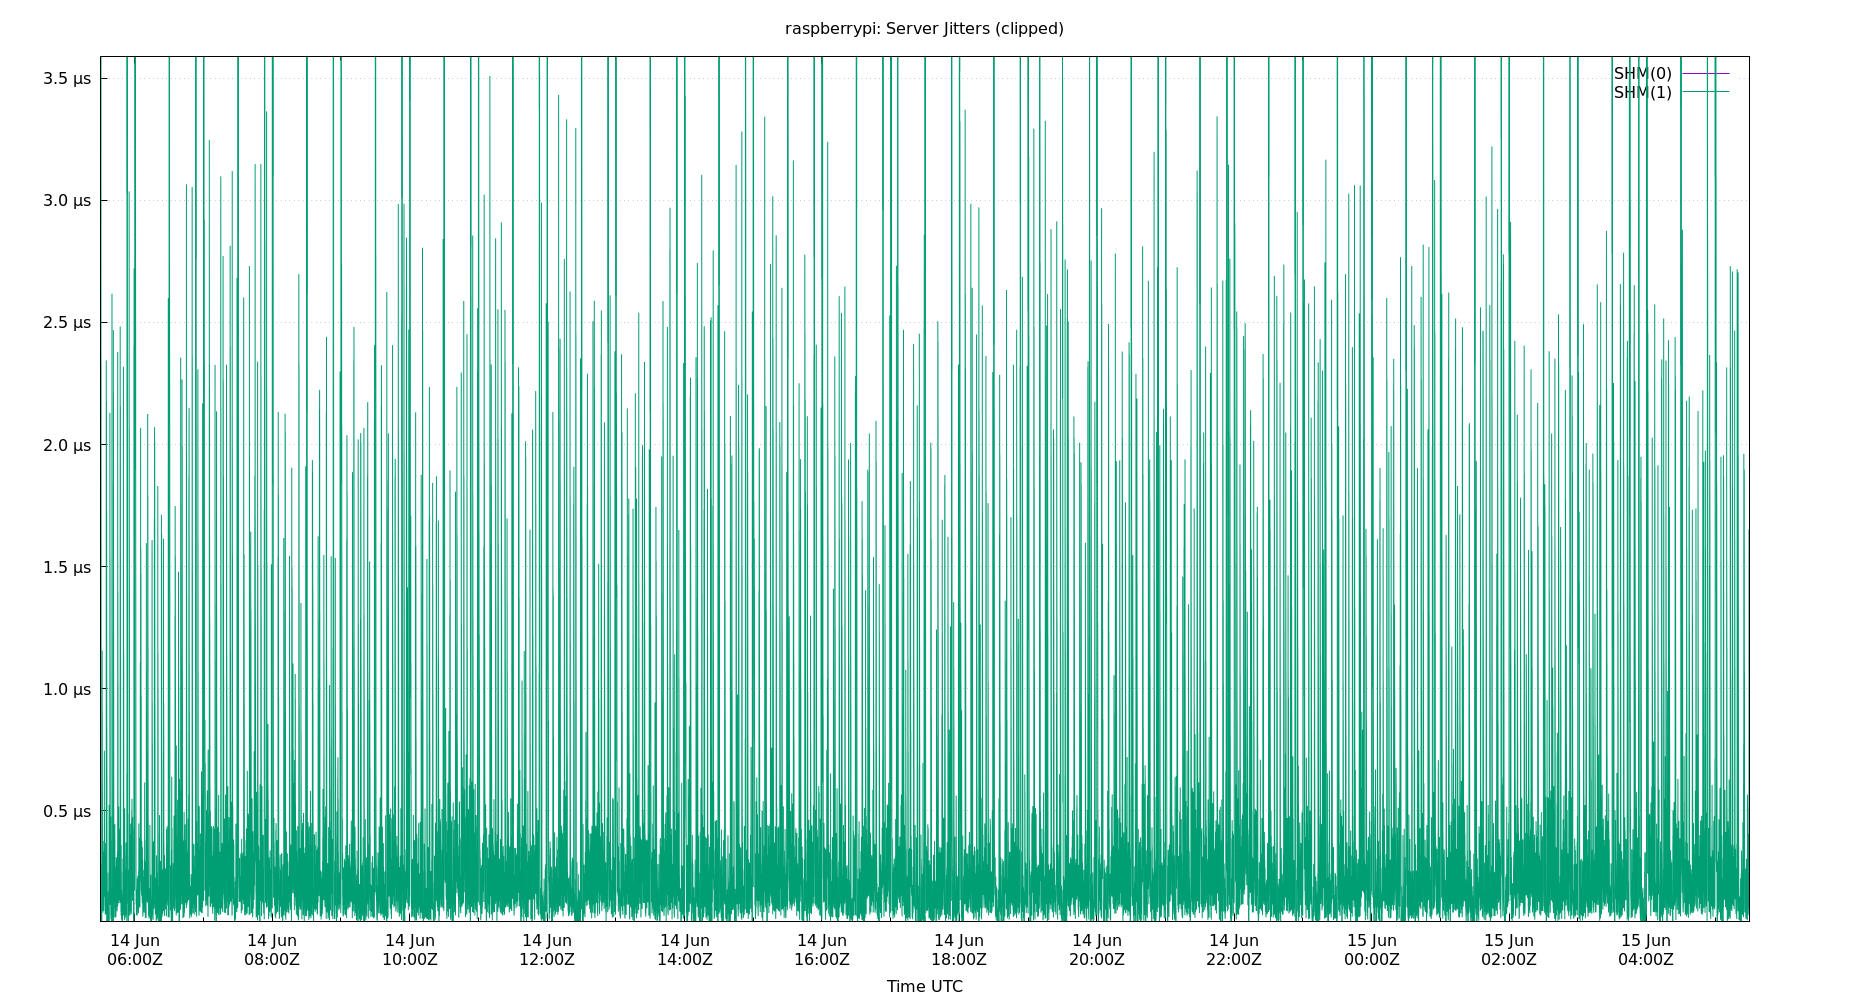 raspberrypi: Server Jitters (clipped)
SHM(0)
SHM(1)
3.5 µs
3.0 µs
2.5 µs
2.0 µs
1.5 µs
1.0 µs
0.5 µs
14 Jun 14 Jun 14 Jun 14 Jun 14 Jun 14 Jun 14 Jun 14 Jun 14 Jun 15 Jun 15 Jun 15 Jun
06:00Z 08:00Z 10:00Z 12:00Z 14:00Z 16:00Z 18:00Z 20:00Z 22:00Z 00:00Z 02:00Z 04:00Z
Time UTC